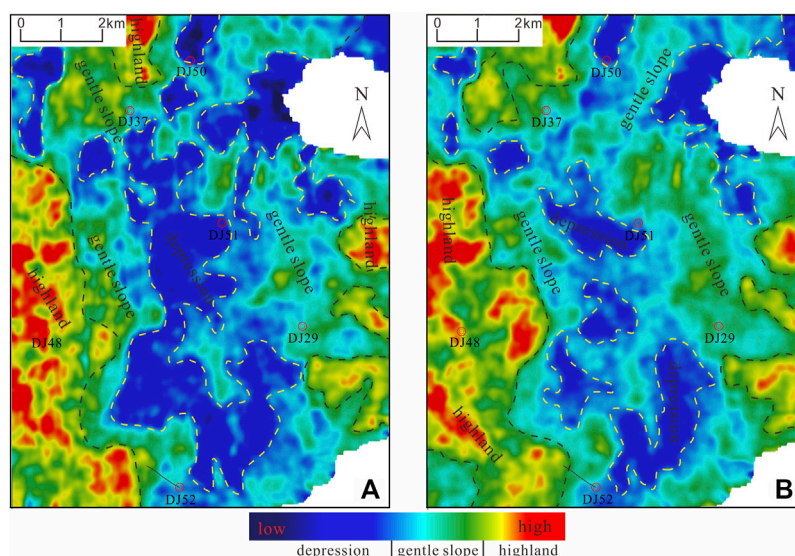 0 2km
highland
DJ50
gentle slope
N
DJ37
DJ51
gentle slope
depression
gentle slope
highland
highland
DJ29
DJ48
A
DJ52
0 2km
DJ50
gentle slope
N
DJ37
highland
depression
DJ51
gentle slope
gentle slope
DJ29
DJ48
depression
highland
B
DJ52
low high
depression gentle slope highland